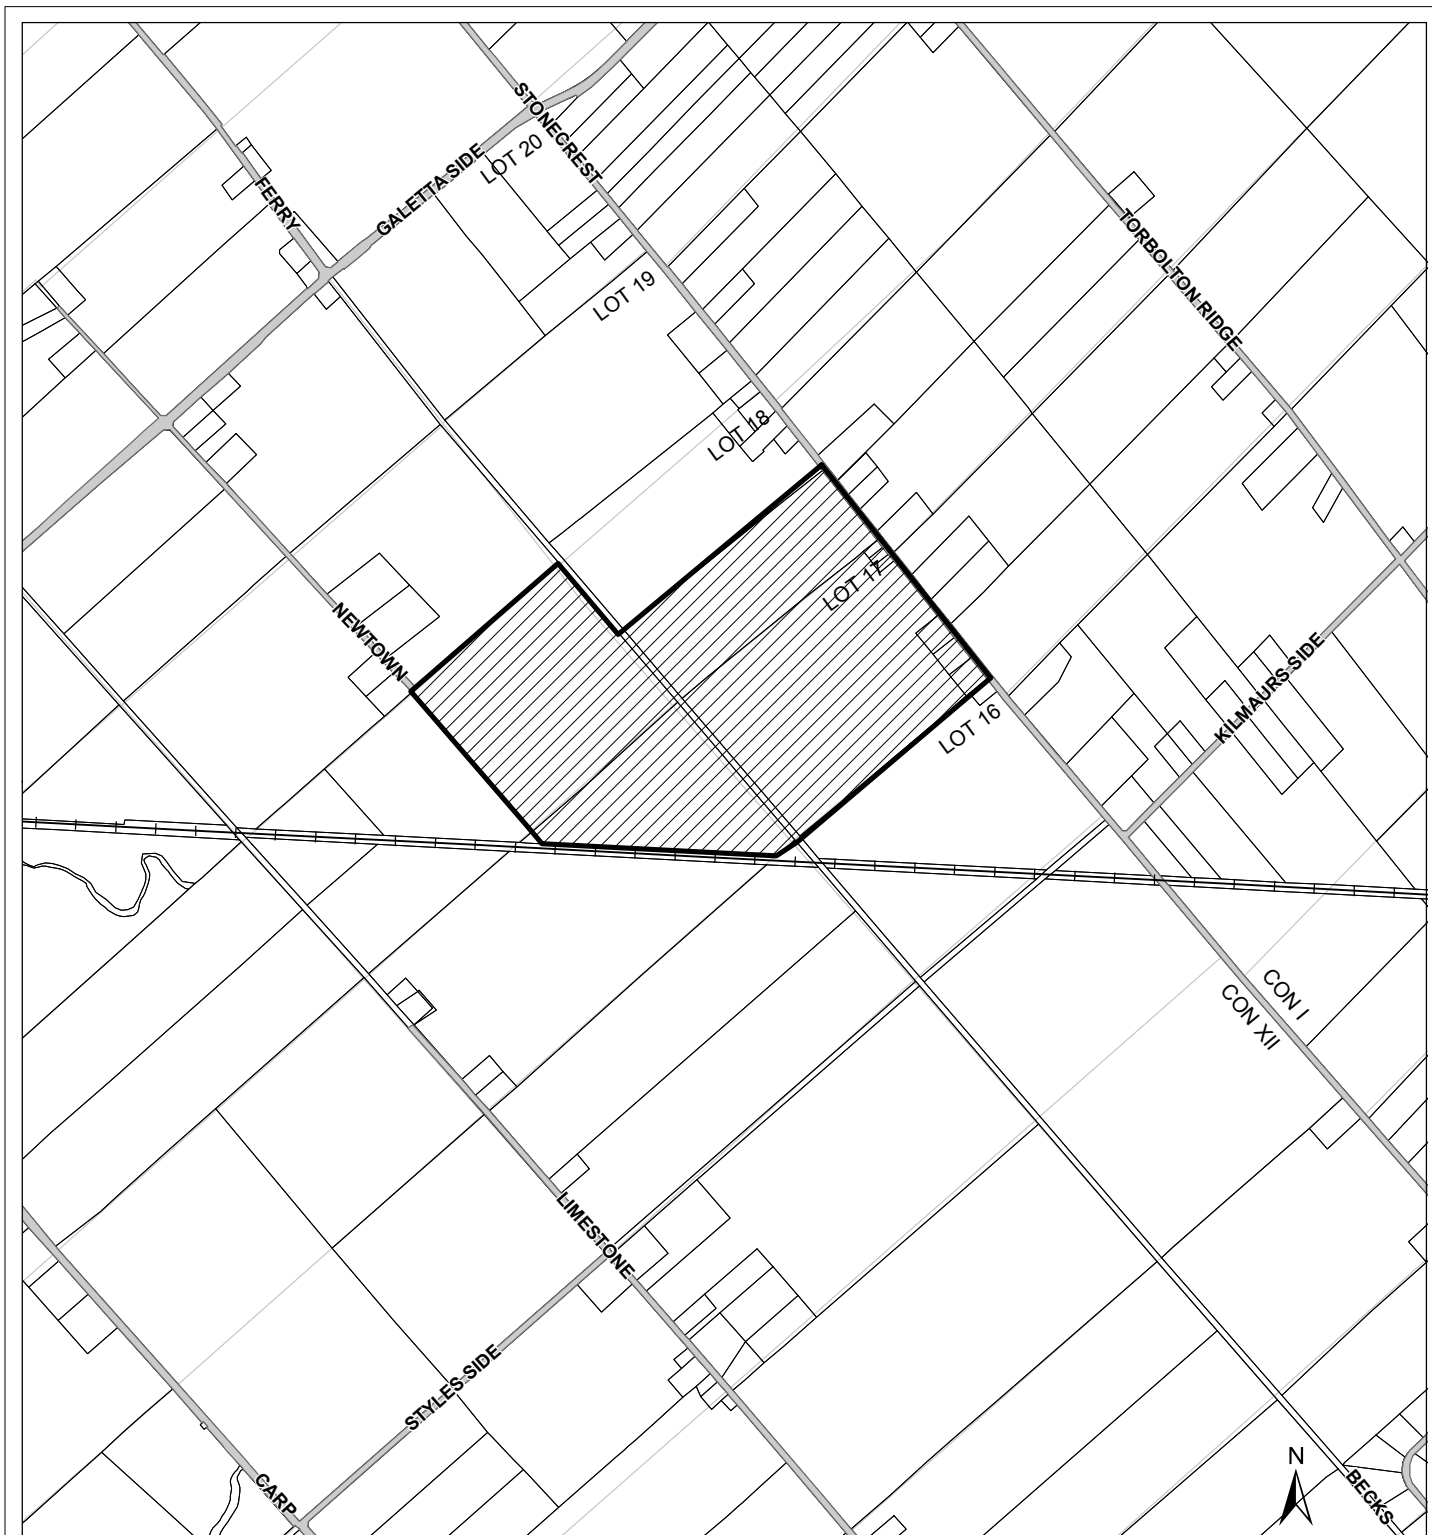 STONECREST
LOT 20
GALETTA SIDE
FERRY
TORBOLTON RIDGE
LOT 19
LOT 18
LOT 17
NEWTOWN
KILMAURS SIDE
LOT 16
CON I
CON XII
LIMESTONE
STYLES SIDE
CARP
N
BECKS